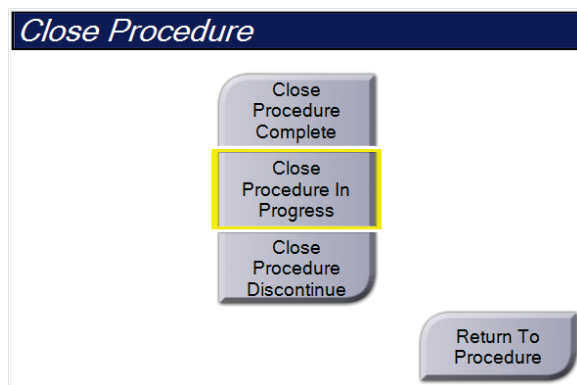 Close Procedure
Close
Procedure
Complete
Close
Procedure In
Progress
Close
Procedure
Discontinue
Return To
Procedure